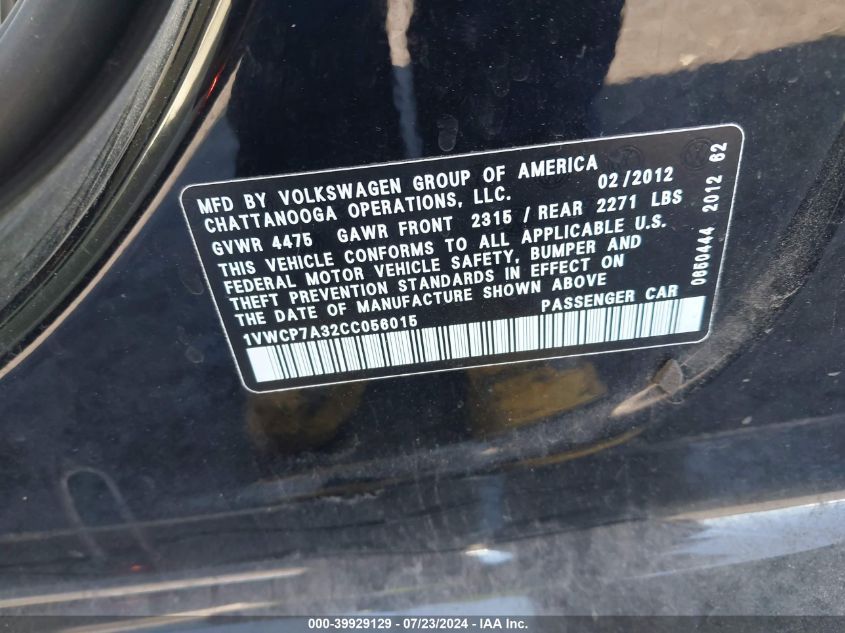 MFD BY VOLKSWAGEN GROUP OF AMERICA
CHATTANOOGA OPERATIONS, LLC. 02/2012
GVWR 4475 GAWR FRONT 2315 / REAR 2271 LBS
THIS VEHICLE CONFORMS TO ALL APPLICABLE U.S.
FEDERAL MOTOR VEHICLE SAFETY, BUMPER AND
THEFT PREVENTION STANDARDS IN EFFECT ON
THE DATE OF MANUFACTURE SHOWN ABOVE
1VWCP7A32CC056015 PASSENGER CAR
0650444 2012 62
000-39929129 / 07/23/2024 / IAA Inc.